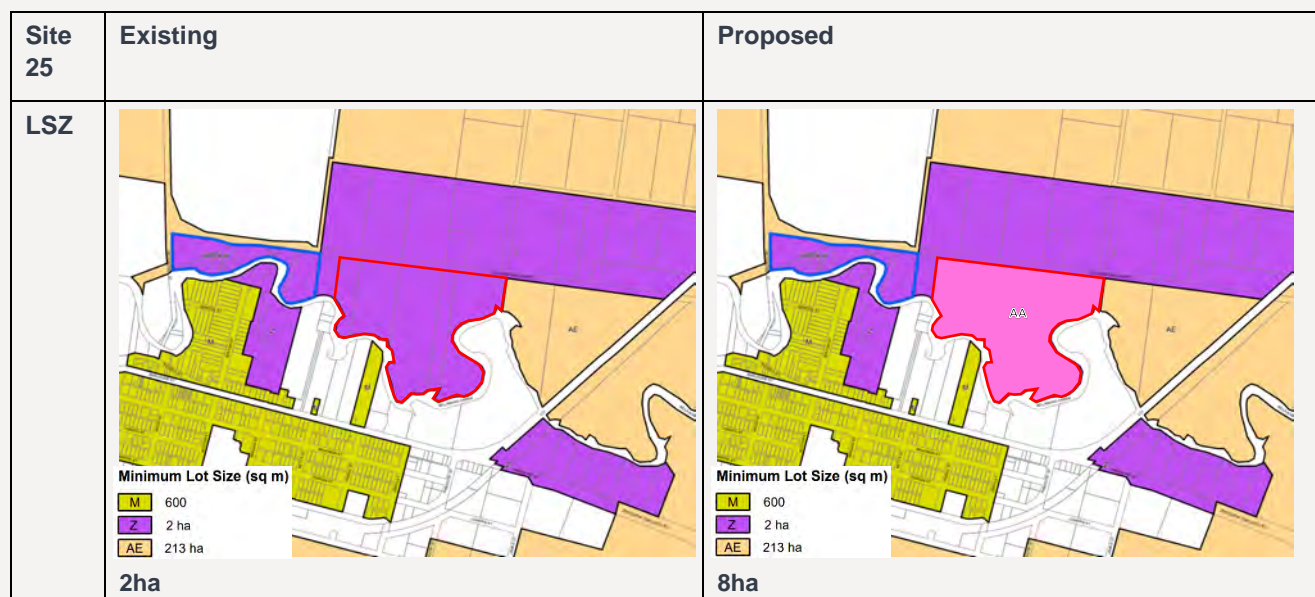 Site 25
Existing
Proposed
LSZ
M
Z
M
AE
Minimum Lot Size (sq m)
M 600
Z 2 ha
AE 213 ha
2ha
AA
M
Z
M
AE
Minimum Lot Size (sq m)
M 600
Z 2 ha
AE 213 ha
8ha